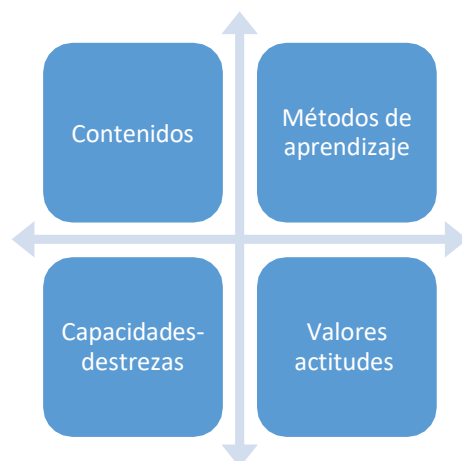 Contenidos
Métodos de
aprendizaje
Capacidades-
destrezas
Valores
actitudes